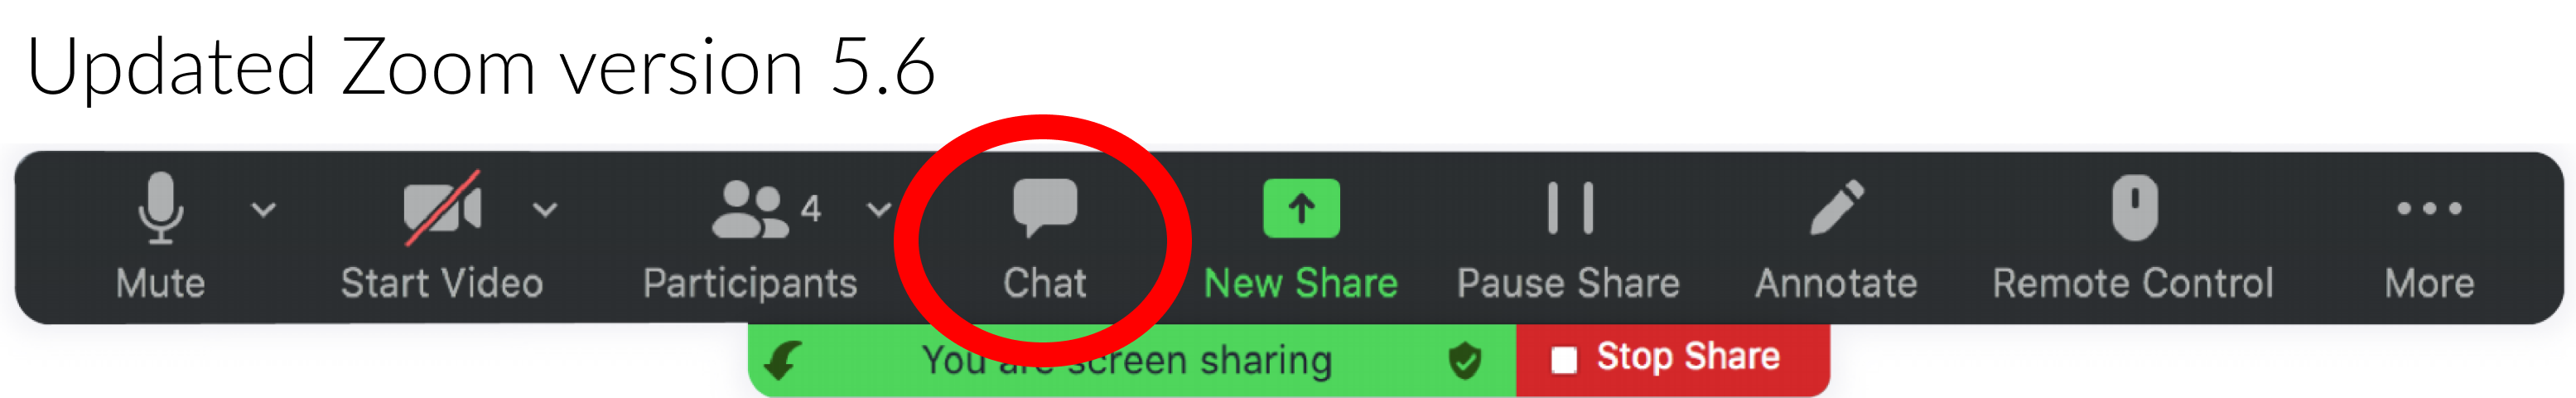 Updated Zoom version 5.6
4
Mute Start Video Participants Chat New Share Pause Share Annotate Remote Control More
You are screen sharing Stop Share